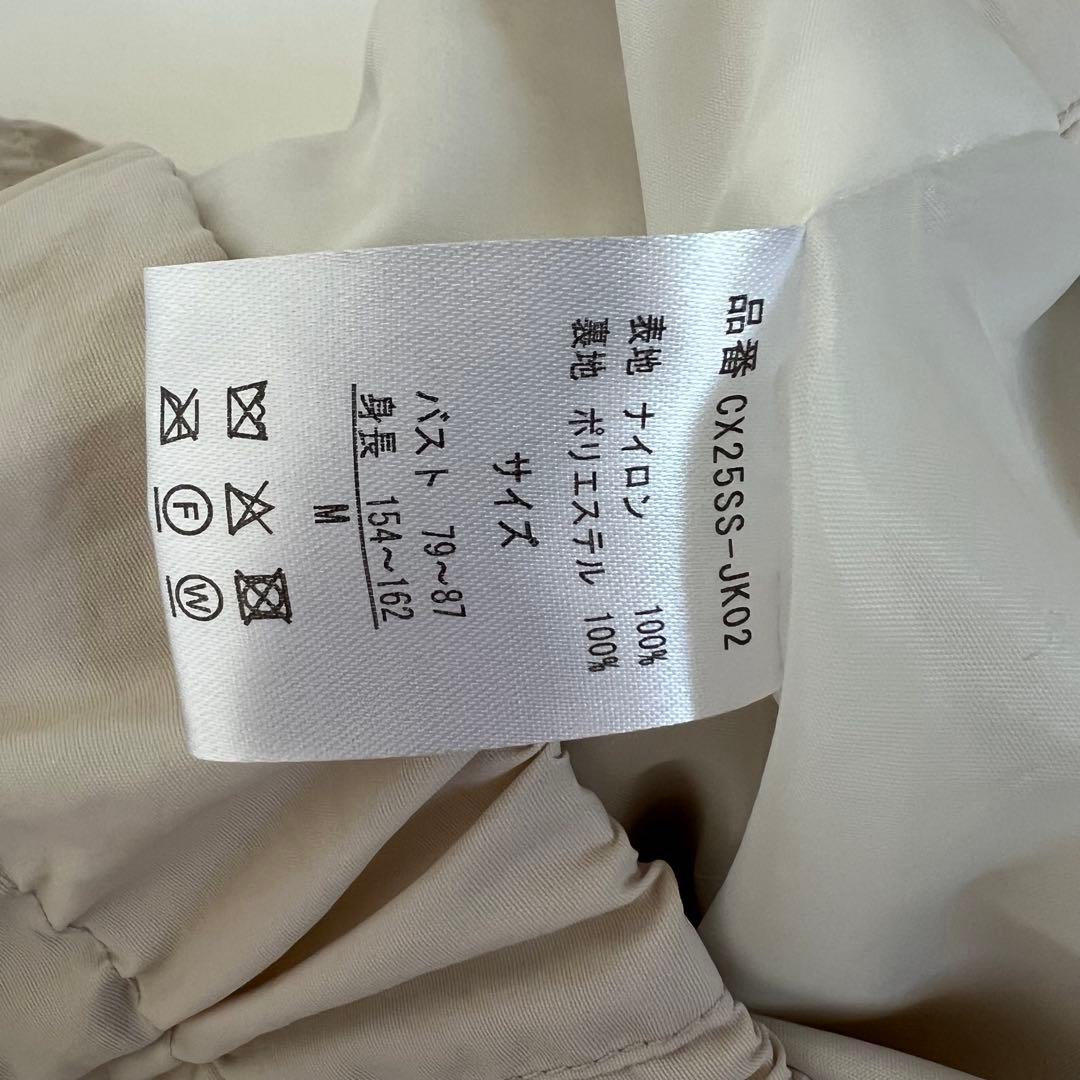 品番 CX25SS-JK02
表地 ナイロン 100%
裏地 ポリエステル 100%
サイズ
バスト 79~87
身長 154~162
M
F W